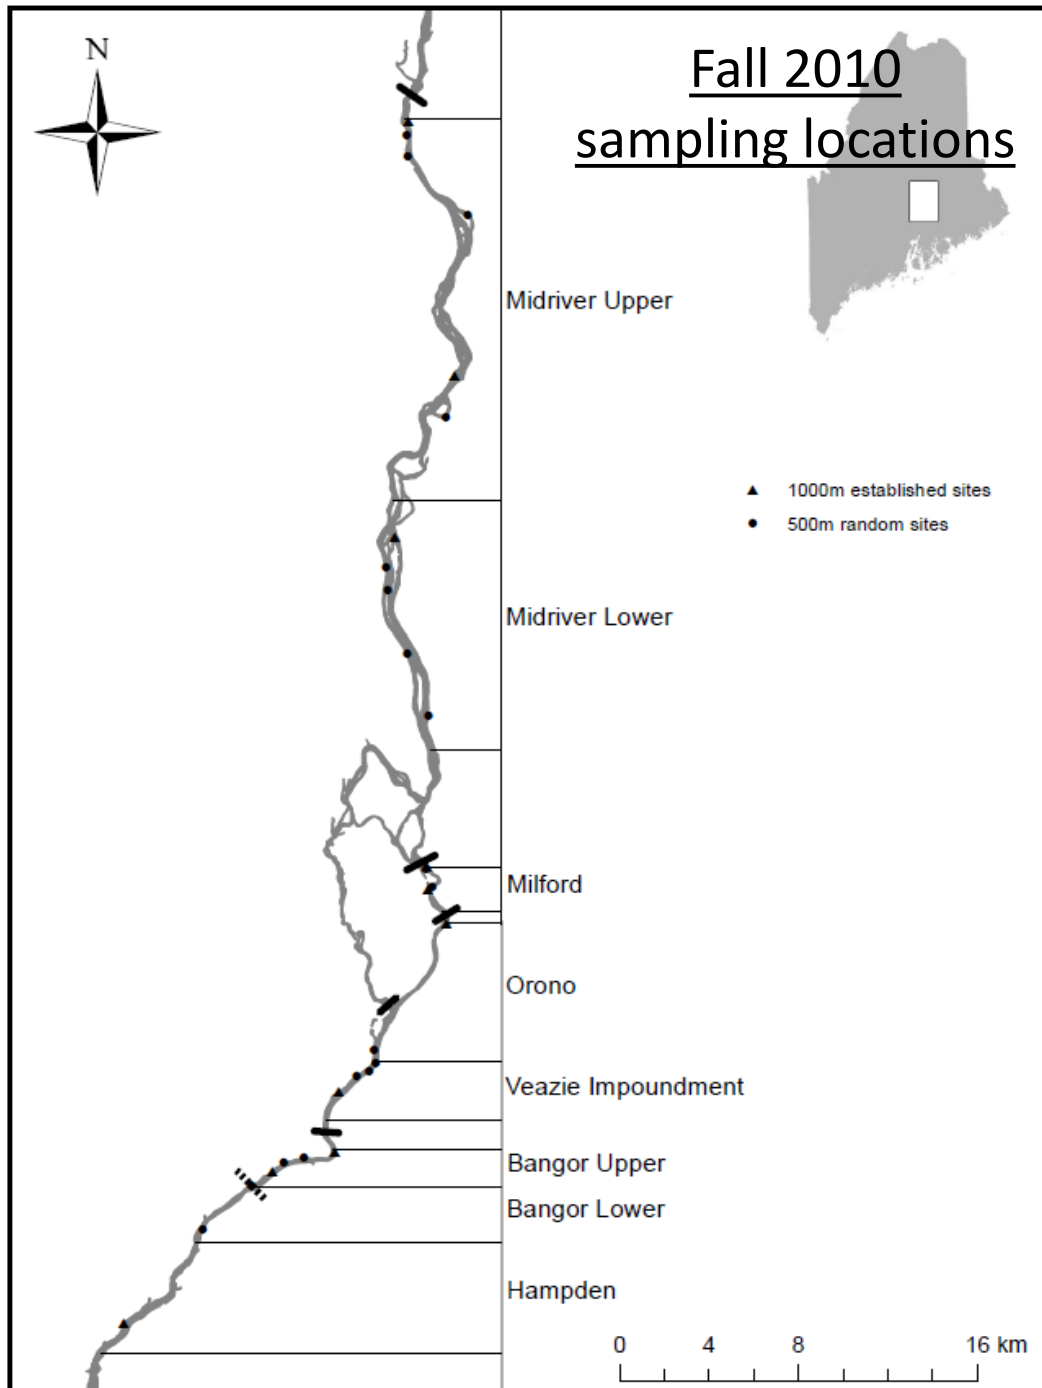 N
Fall 2010
sampling locations
Midriver Upper
1000m established sites
500m random sites
Midriver Lower
Milford
Orono
Veazie Impoundment
Bangor Upper
Bangor Lower
Hampden
0 4 8 16 km